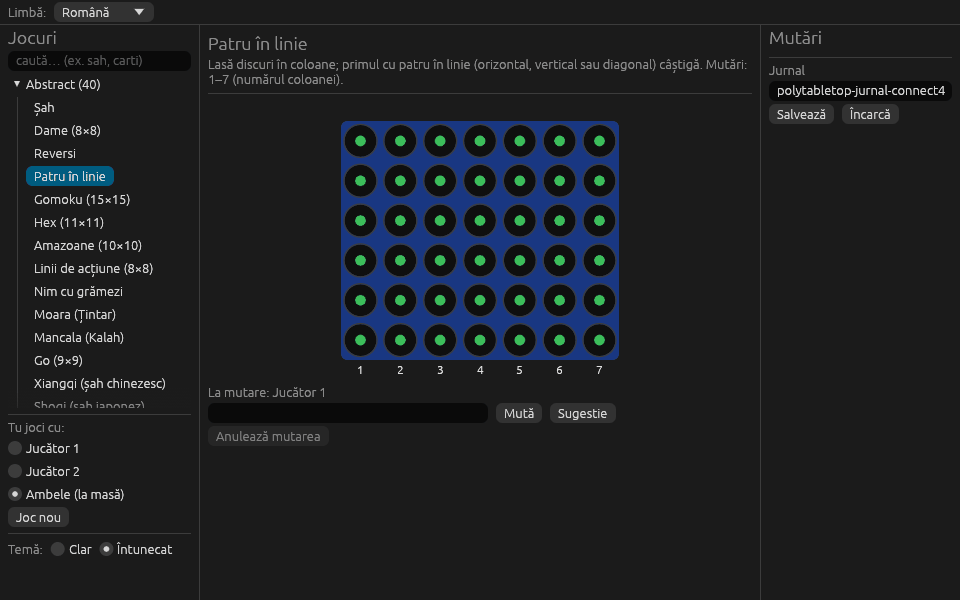 Limbă: Română
Jocuri
caută… (ex. sah, carti)
Abstract (40)
Șah
Dame (8×8)
Reversi
Patru în linie
Gomoku (15×15)
Hex (11×11)
Amazoane (10×10)
Linii de acțiune (8×8)
Nim cu grămezi
Moara (Țintar)
Mancala (Kalah)
Go (9×9)
Xiangqi (șah chinezesc)
Shogi (șah japonez)
Tu joci cu:
Jucător 1
Jucător 2
Ambele (la masă)
Joc nou
Temă: Clar Întunecat
Patru în linie
Lasă discuri în coloane; primul cu patru în linie (orizontal, vertical sau diagonal) câștigă. Mutări:
1–7 (numărul coloanei).
1 2 3 4 5 6 7
La mutare: Jucător 1
Mută Sugestie
Anulează mutarea
Mutări
Jurnal
polytabletop-jurnal-connect4
Salvează Încarcă